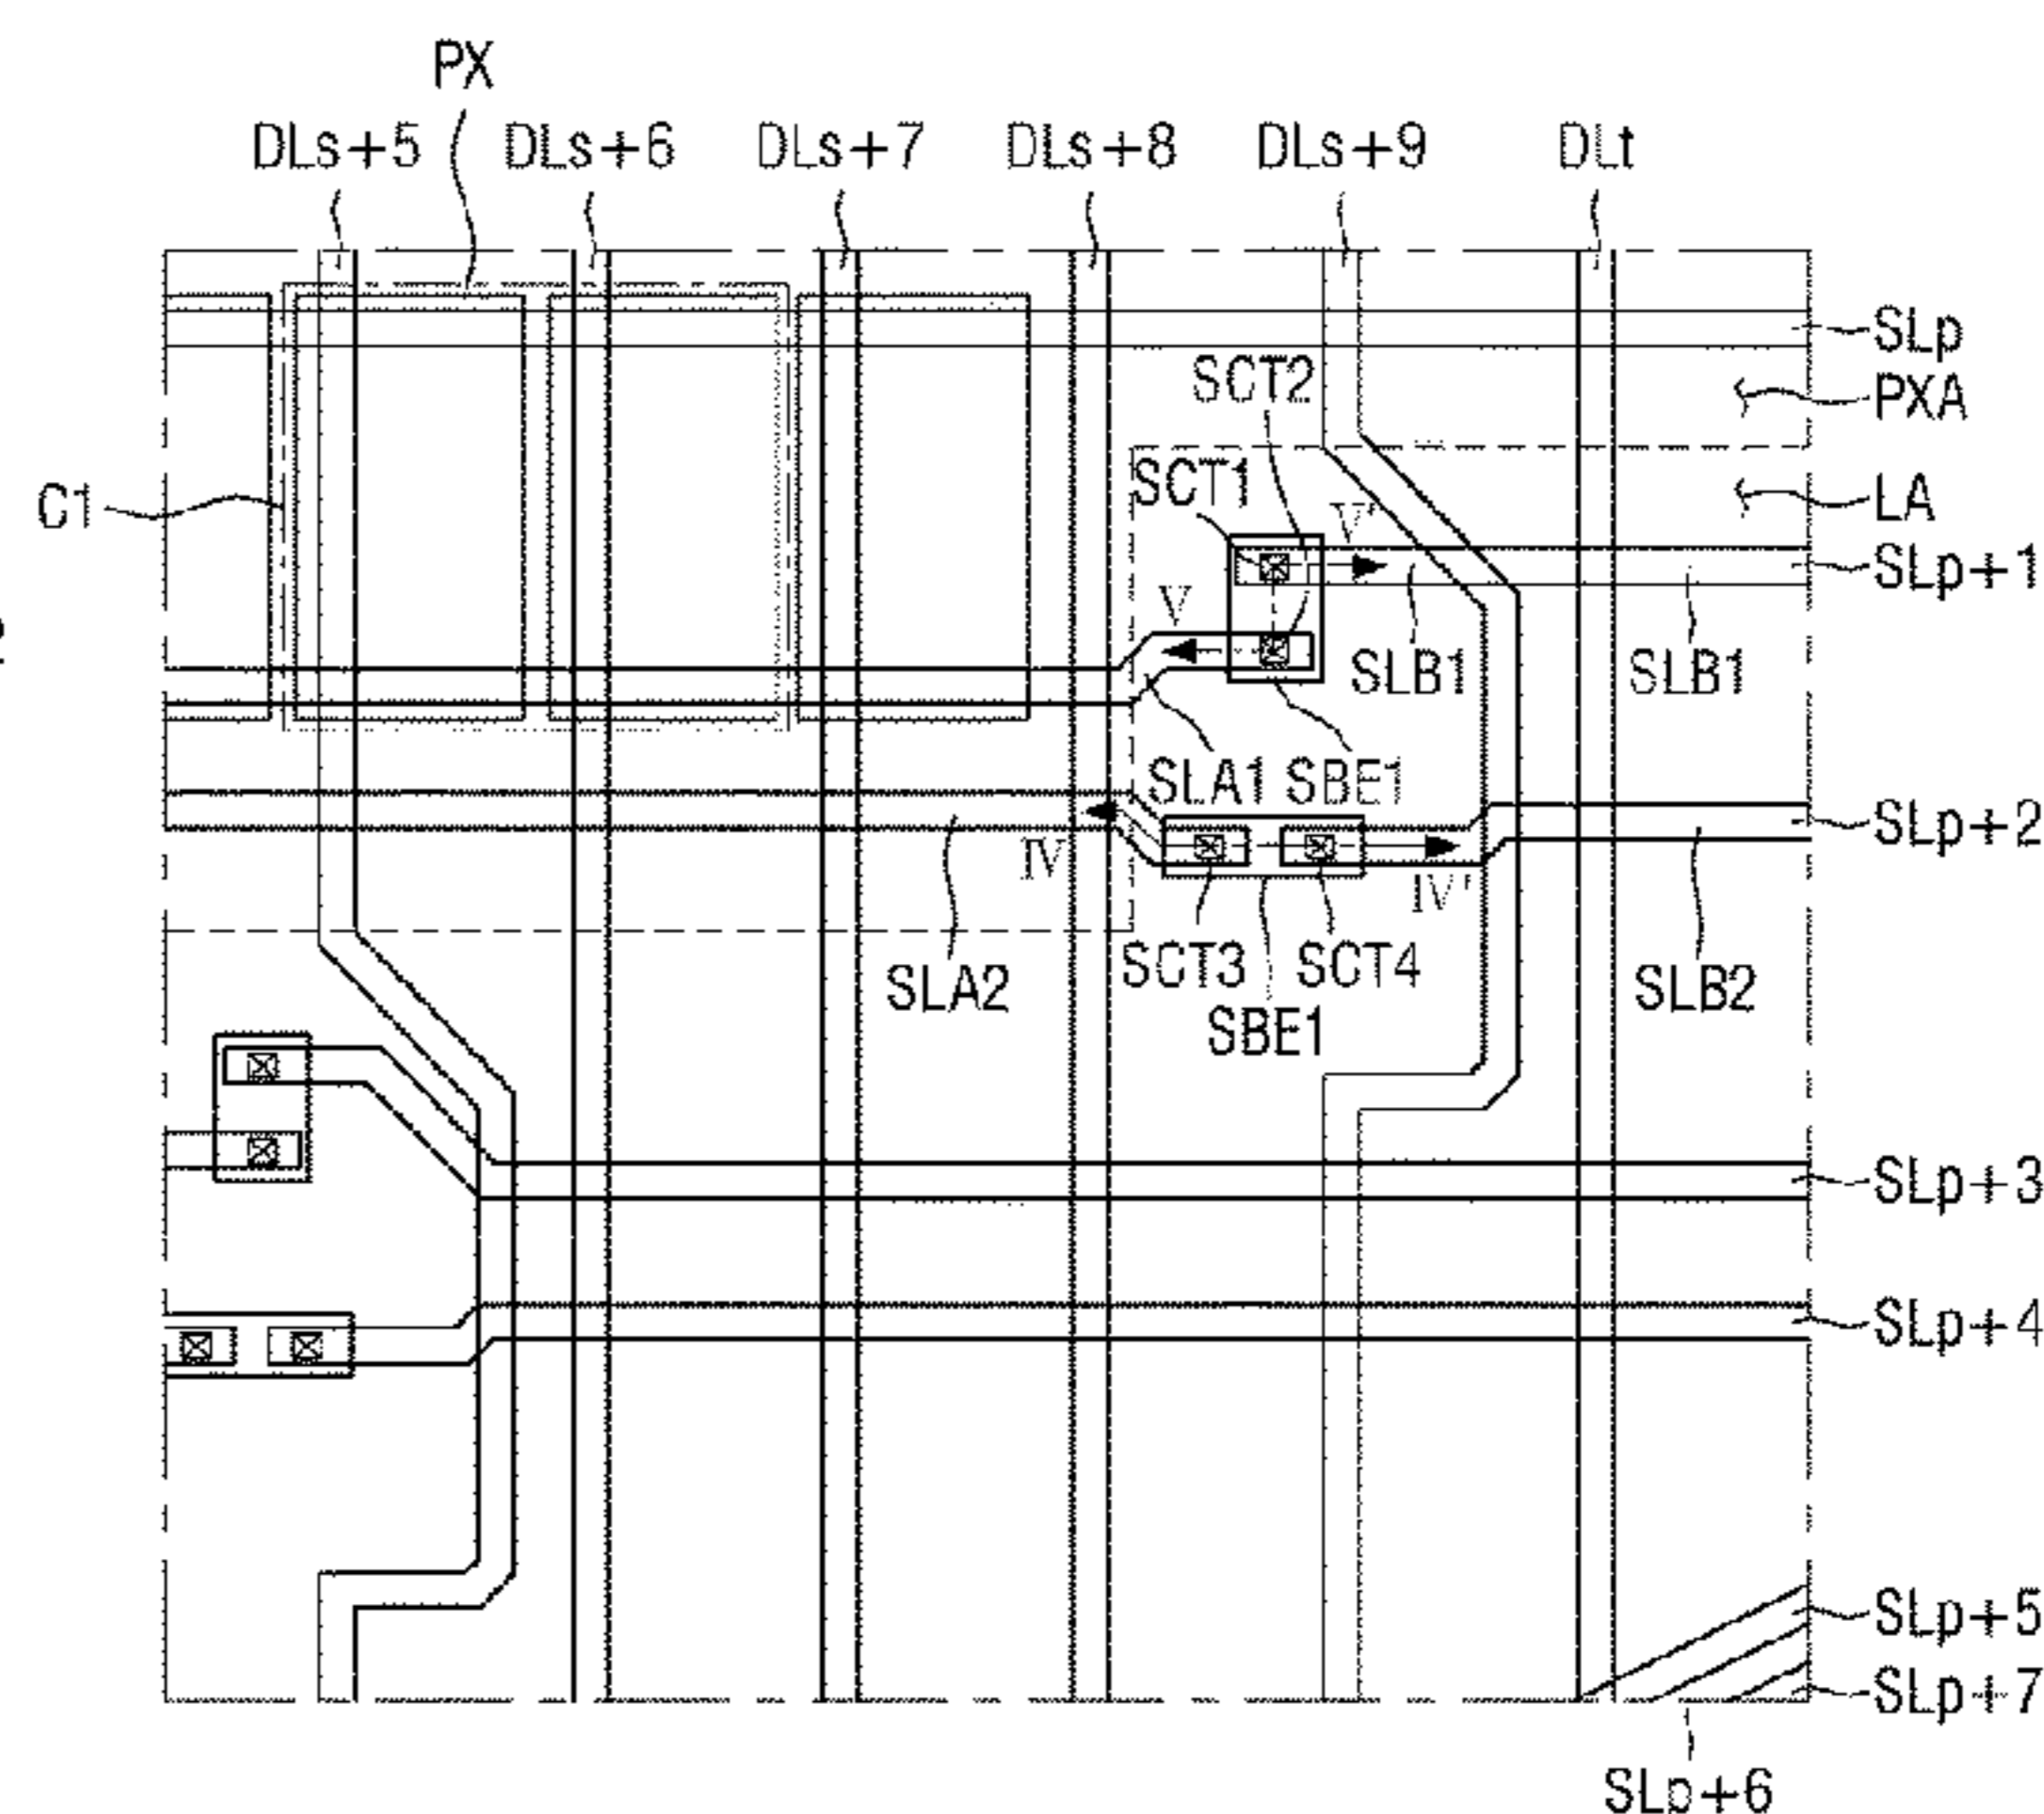 PX
DLs+5 DLs+6 DLs+7 DLs+8 DLs+9 DLt
SLp
SCT2
PXA
SCT1
C1
LA
V'
SLp+1
V
SLB1 SLB1
SLA1 SBE1
SLp+2
IV
IV'
SCT3 SCT4
SLA2
SLB2
SBE1
SLp+3
SLp+4
SLp+5
SLp+7
SLp+6